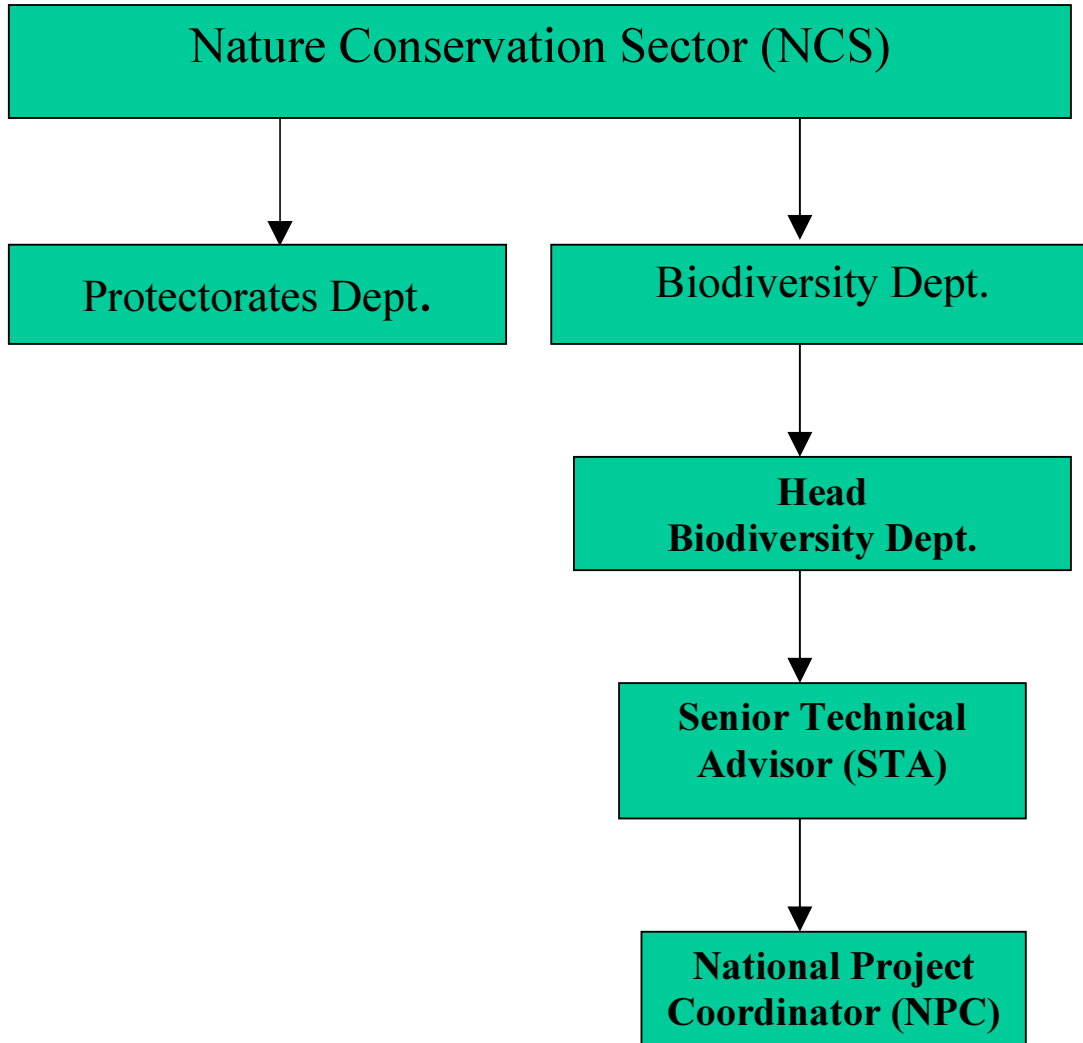 Nature Conservation Sector (NCS)
Protectorates Dept.
Biodiversity Dept.
Head
Biodiversity Dept.
Senior Technical
Advisor (STA)
National Project
Coordinator (NPC)